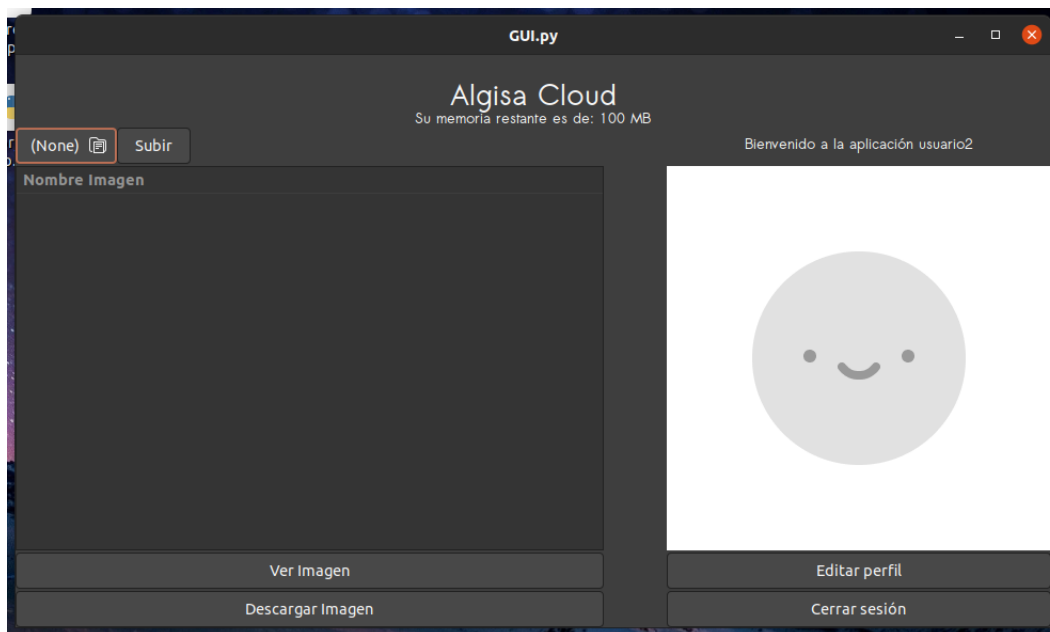 GUI.py
Algisa Cloud
Su memoria restante es de: 100 MB
(None) Subir
Bienvenido a la aplicación usuario2
Nombre Imagen
Ver Imagen
Editar perfil
Descargar Imagen
Cerrar sesión